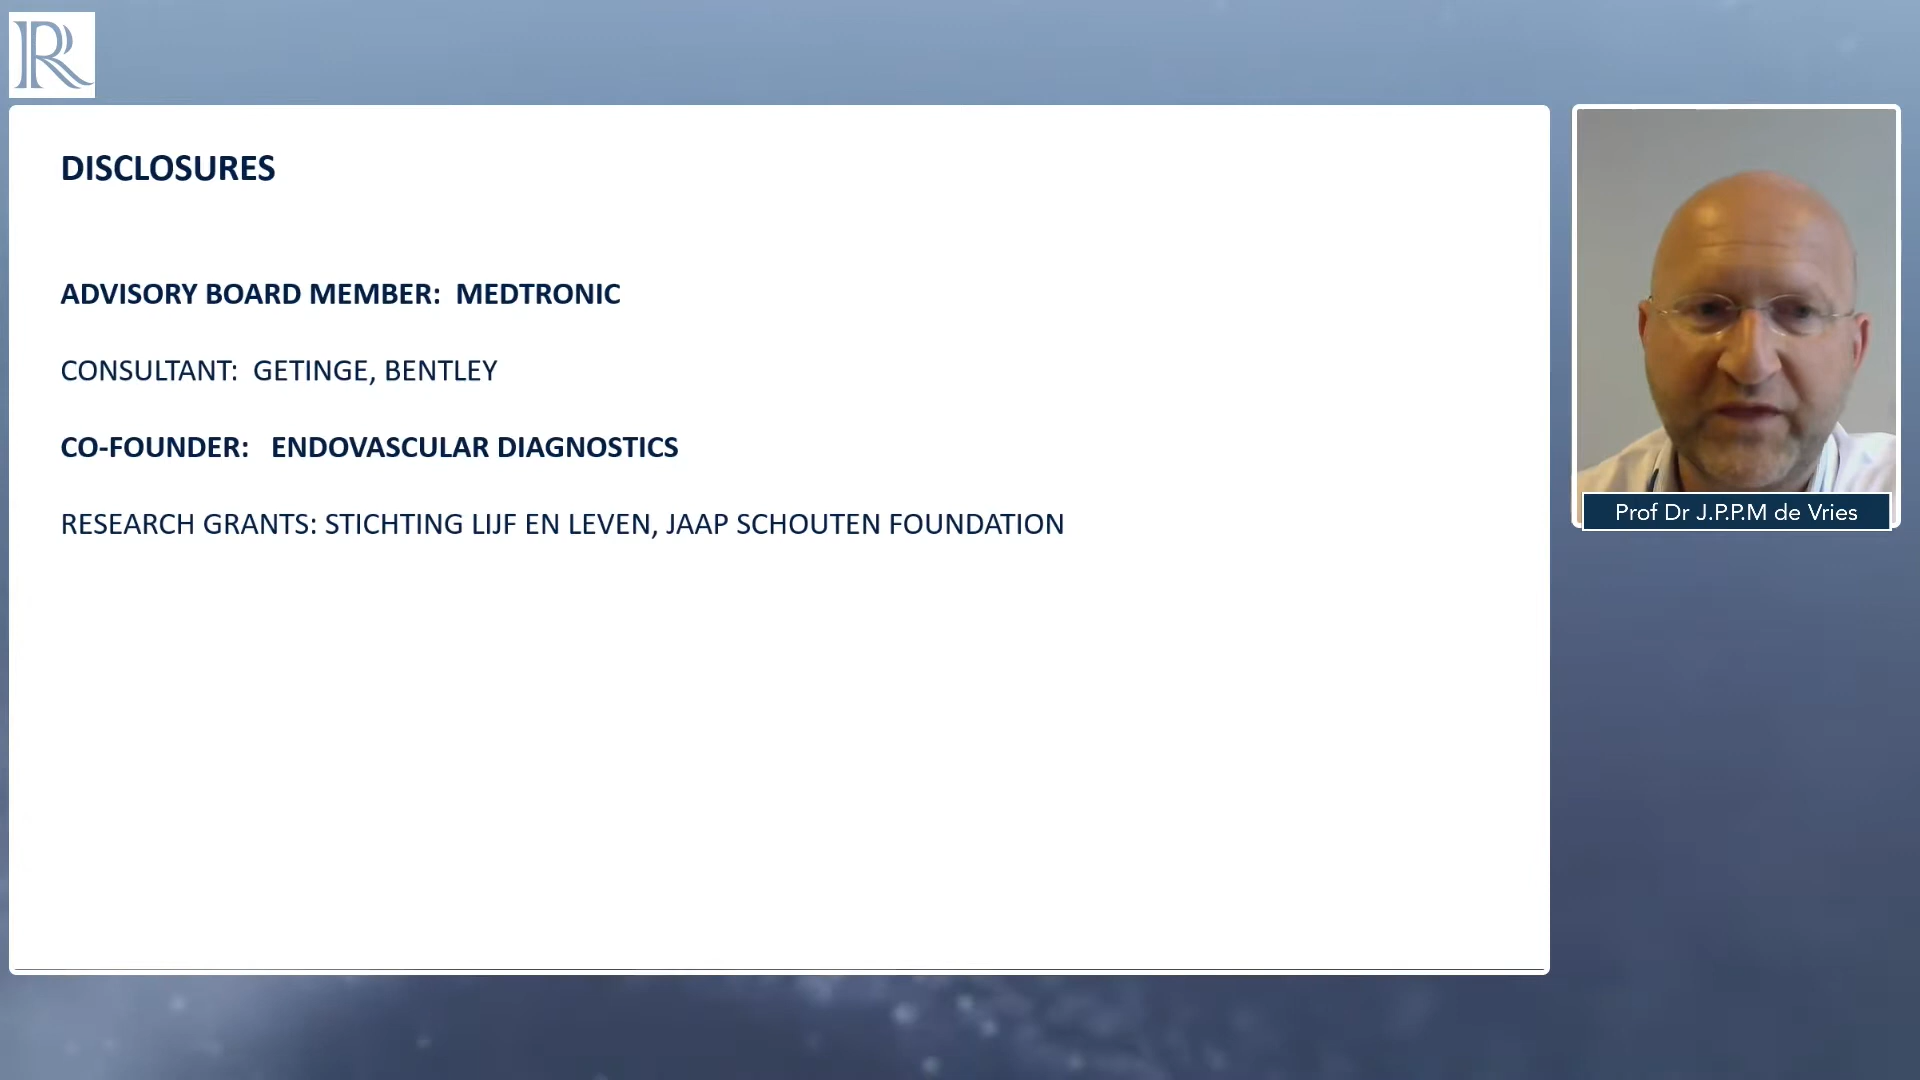 R
DISCLOSURES
ADVISORY BOARD MEMBER: MEDTRONIC
CONSULTANT: GETINGE, BENTLEY
CO-FOUNDER: ENDOVASCULAR DIAGNOSTICS
RESEARCH GRANTS: STICHTING LIJF EN LEVEN, JAAP SCHOUTEN FOUNDATION
Prof Dr J.P.P.M de Vries